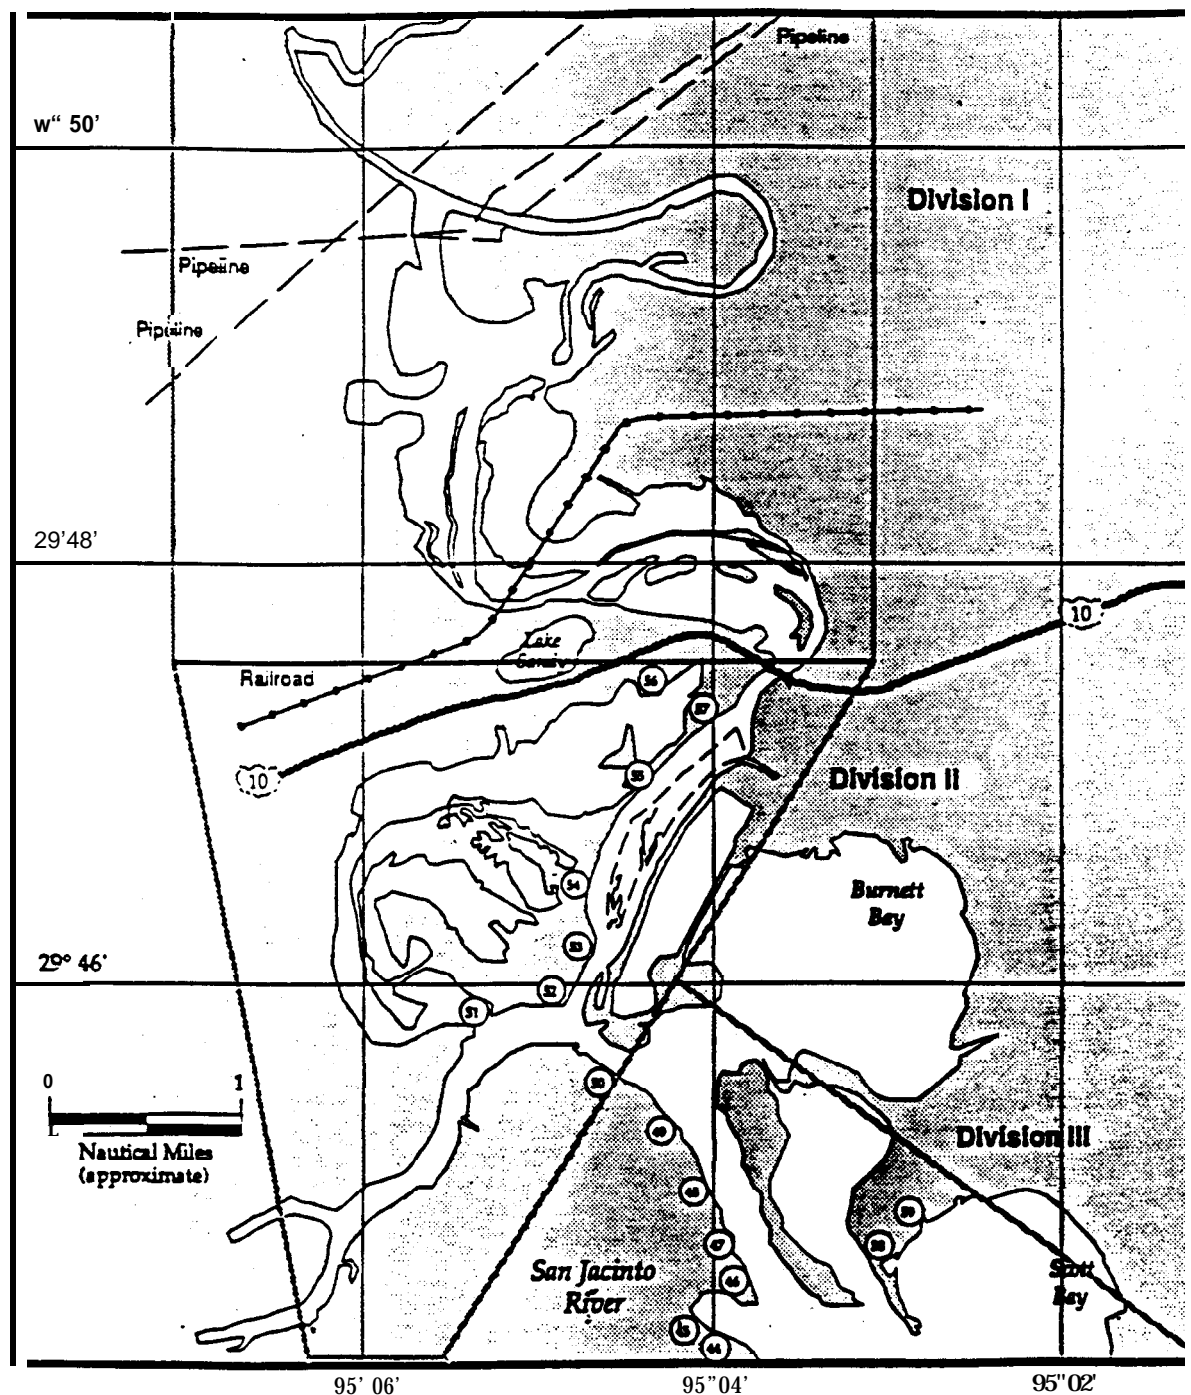 Pipeline
w“ 50'
Division I
Pipeline
Pipeline
29'48'
10
Lake
Railroad
56
57
10
55
Division II
54
Burnett
Bay
53
29° 46'
52
51
0 1
50
Nautical Miles
(approximate)
49
Division III
48
59
47
58
San Jacinto
River
46
Scott
Bay
45
44
95" 06'
95"04'
95"02'